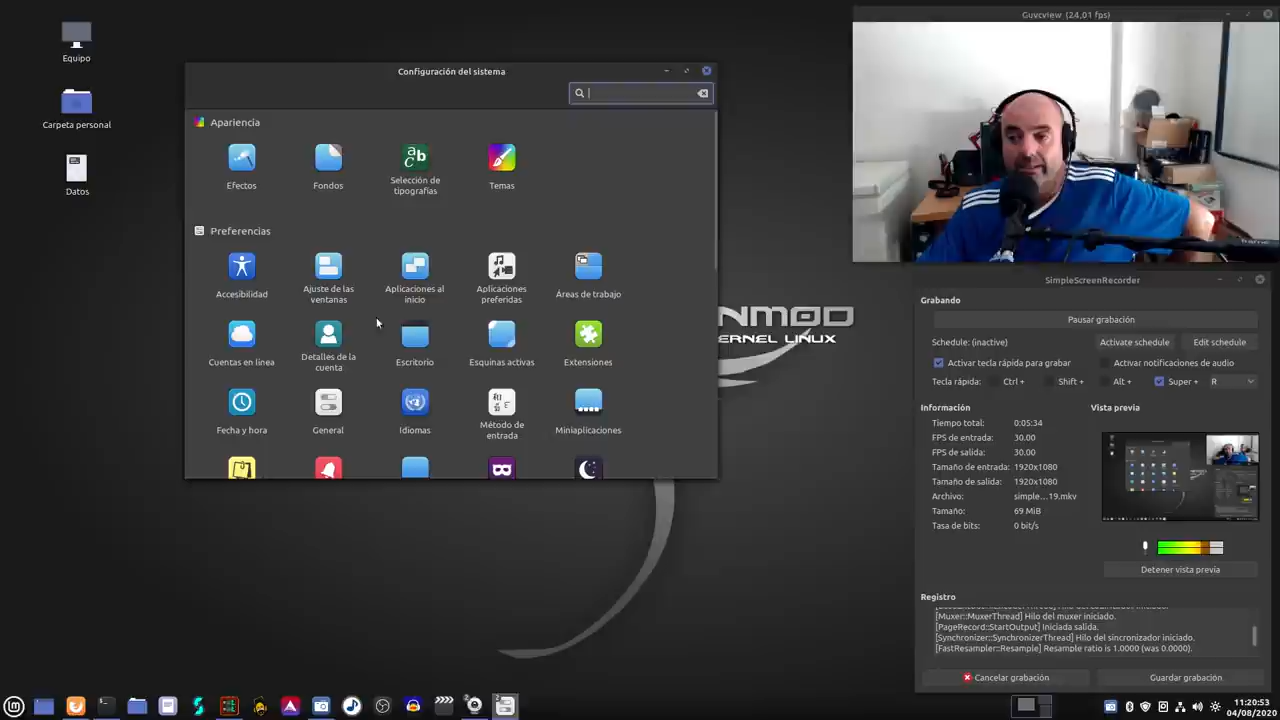 Equipo
Carpeta personal
Datos
Configuración del sistema
Apariencia
Efectos
Fondos
Selección de
tipografías
Temas
Preferencias
Accesibilidad
Ajuste de las
ventanas
Aplicaciones al
inicio
Aplicaciones
preferidas
Áreas de trabajo
Cuentas en línea
Detalles de la
cuenta
Escritorio
Esquinas activas
Extensiones
Fecha y hora
General
Idiomas
Método de
entrada
Miniaplicaciones
NMOD
ERNEL LINUX
Guvcview (24,01 fps)
SimpleScreenRecorder
Grabando
Pausar grabación
Schedule: (inactive)
Activate schedule
Edit schedule
Activar tecla rápida para grabar
Activar notificaciones de audio
Tecla rápida:
Ctrl +
Shift +
Alt +
Super +
R
Información
Vista previa
Tiempo total: 0:05:34
FPS de entrada: 30.00
FPS de salida: 30.00
Tamaño de entrada: 1920x1080
Tamaño de salida: 1920x1080
Archivo: simple...19.mkv
Tamaño: 69 MiB
Tasa de bits: 0 bit/s
Detener vista previa
Registro
[Muxer::MuxerThread] Hilo del muxer iniciado.
[PageRecord::StartOutput] Iniciada salida.
[Synchronizer::SynchronizerThread] Hilo del sincronizador iniciado.
[FastResampler::Resample] Resample ratio is 1.0000 (was 0.0000).
Cancelar grabación
Guardar grabación
11:20:53
04/08/2020